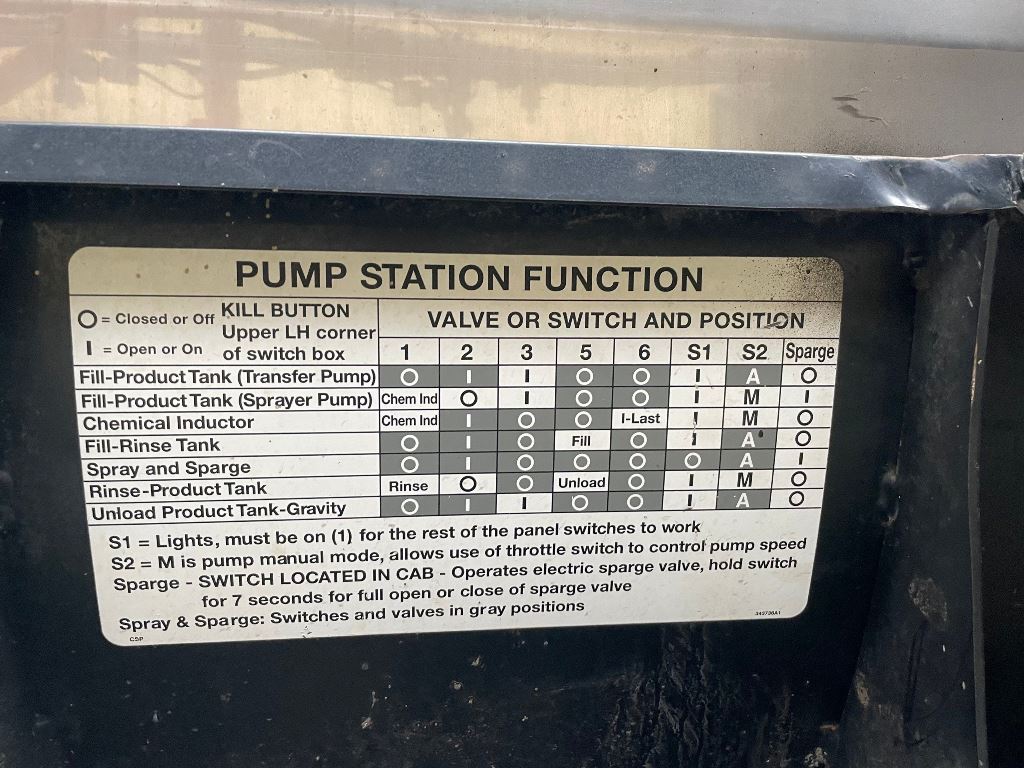 PUMP STATION FUNCTION
O = Closed or Off KILL BUTTON
Upper LH corner
I = Open or On of switch box
VALVE OR SWITCH AND POSITION
1 2 3 5 6 S1 S2 Sparge
Fill-Product Tank (Transfer Pump) O I I O O I A O
Fill-Product Tank (Sprayer Pump) Chem Ind O I O O I M I
Chemical Inductor Chem Ind I O O I-Last I M O
Fill-Rinse Tank O I O Fill O I A O
Spray and Sparge O I O O O O A I
Rinse-Product Tank Rinse O O Unload O I M O
Unload Product Tank-Gravity O I I O O I A O
S1 = Lights, must be on (1) for the rest of the panel switches to work
S2 = M is pump manual mode, allows use of throttle switch to control pump speed
Sparge - SWITCH LOCATED IN CAB - Operates electric sparge valve, hold switch
for 7 seconds for full open or close of sparge valve
Spray & Sparge: Switches and valves in gray positions
CSP